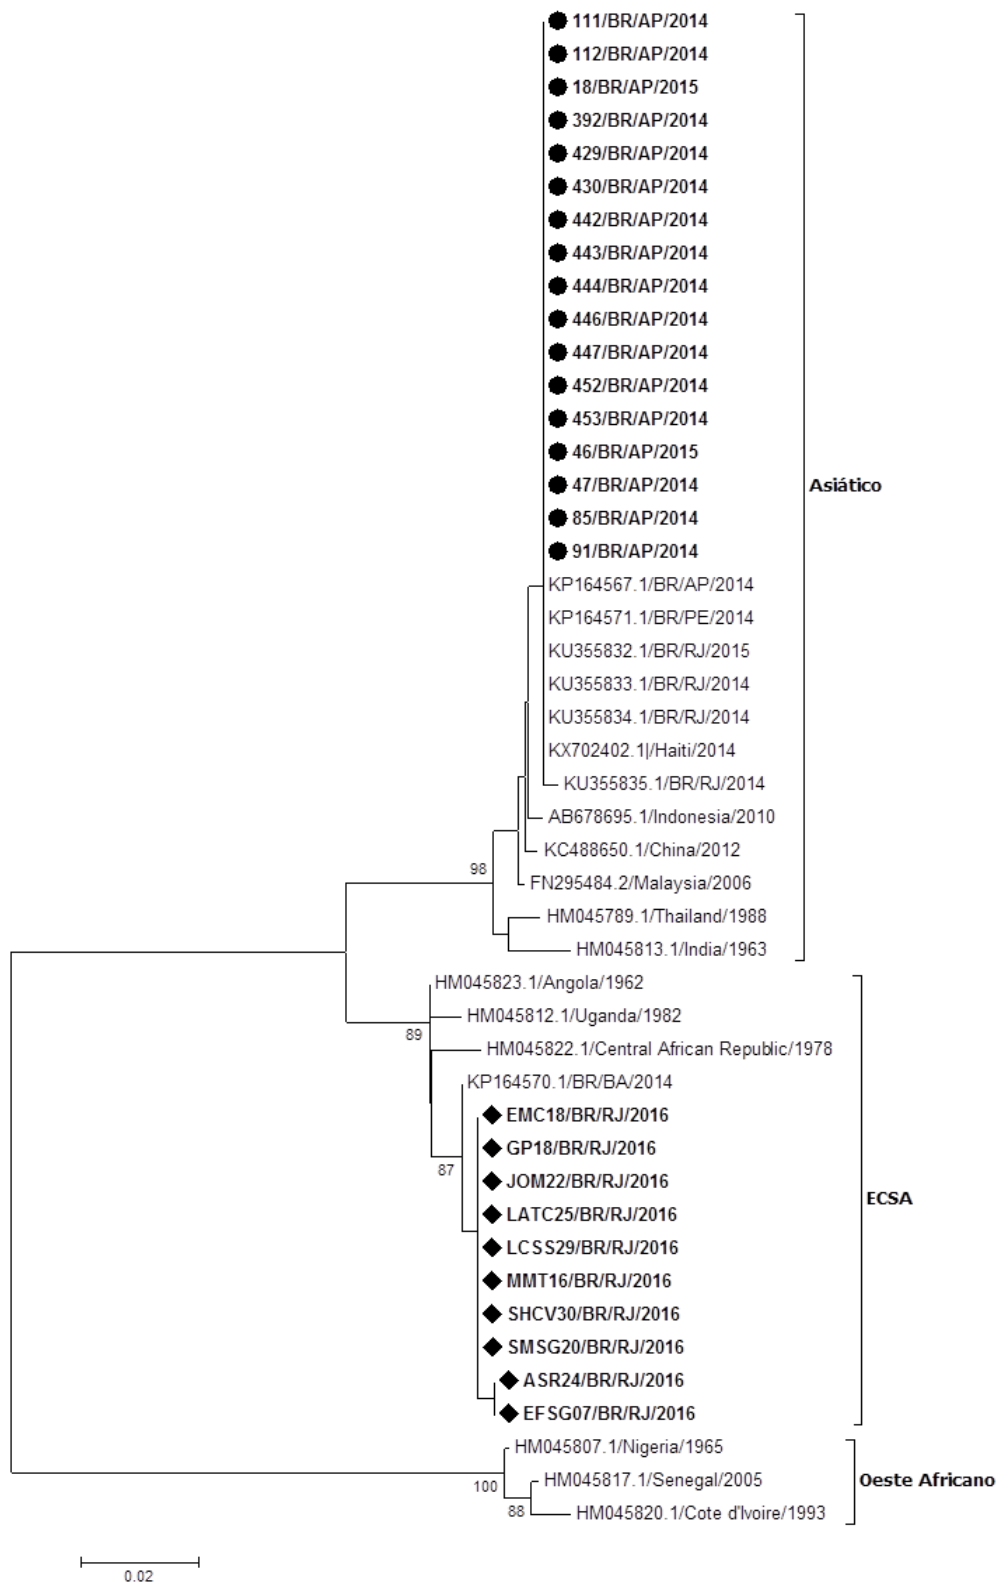 111/BR/AP/2014
112/BR/AP/2014
18/BR/AP/2015
392/BR/AP/2014
429/BR/AP/2014
430/BR/AP/2014
442/BR/AP/2014
443/BR/AP/2014
444/BR/AP/2014
446/BR/AP/2014
447/BR/AP/2014
452/BR/AP/2014
453/BR/AP/2014
46/BR/AP/2015
47/BR/AP/2014
85/BR/AP/2014
91/BR/AP/2014
KP164567.1/BR/AP/2014
KP164571.1/BR/PE/2014
KU355832.1/BR/RJ/2015
KU355833.1/BR/RJ/2014
KU355834.1/BR/RJ/2014
KX702402.1|/Haiti/2014
KU355835.1/BR/RJ/2014
AB678695.1/Indonesia/2010
KC488650.1/China/2012
FN295484.2/Malaysia/2006
HM045789.1/Thailand/1988
HM045813.1/India/1963
Asiático
98
HM045823.1/Angola/1962
HM045812.1/Uganda/1982
HM045822.1/Central African Republic/1978
KP164570.1/BR/BA/2014
EMC18/BR/RJ/2016
GP18/BR/RJ/2016
JOM22/BR/RJ/2016
LATC25/BR/RJ/2016
LCSS29/BR/RJ/2016
MMT16/BR/RJ/2016
SHCV30/BR/RJ/2016
SMSG20/BR/RJ/2016
ASR24/BR/RJ/2016
EFSG07/BR/RJ/2016
ECSA
89
87
HM045807.1/Nigeria/1965
HM045817.1/Senegal/2005
HM045820.1/Cote d'Ivoire/1993
Oeste Africano
100
88
0.02